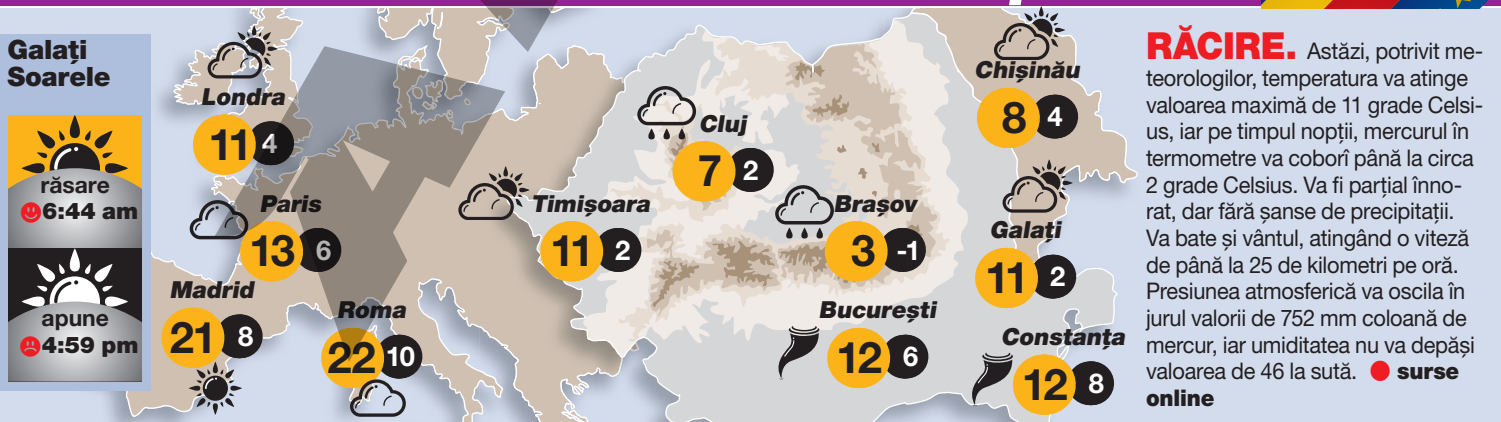 Galați
Soarele
răsare
6:44 am
apune
4:59 pm
Londra
11 4
Paris
13 6
Madrid
21 8
Roma
22 10
Timișoara
11 2
Cluj
7 2
Brașov
3 -1
București
12 6
Chișinău
8 4
Galați
11 2
Constanța
12 8
RĂCIRE. Astăzi, potrivit me-
teorologilor, temperatura va atinge
valoarea maximă de 11 grade Celsi-
us, iar pe timpul nopții, mercurul în
termometre va coborî până la circa
2 grade Celsius. Va fi parțial înno-
rat, dar fără șanse de precipitații.
Va bate și vântul, atingând o viteză
de până la 25 de kilometri pe oră.
Presiunea atmosferică va oscila în
jurul valorii de 752 mm coloană de
mercur, iar umiditatea nu va depăși
valoarea de 46 la sută. ● surse
online